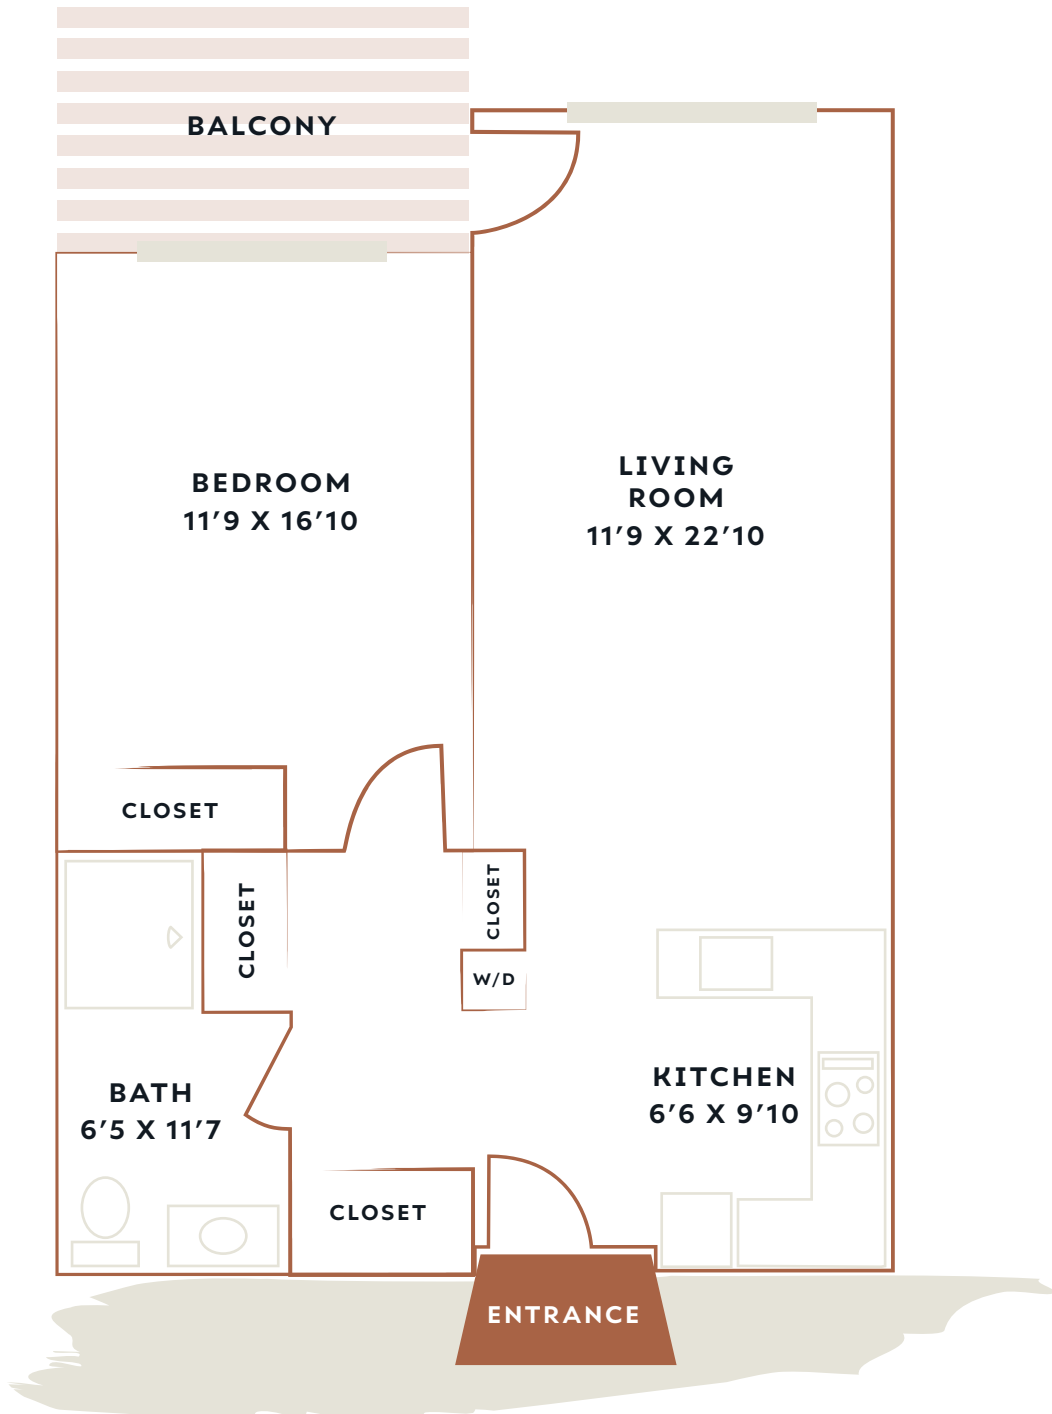 BALCONY
BEDROOM
11’9 X 16’10
LIVING
ROOM
11’9 X 22’10
CLOSET
CLOSET
CLOSET
W/D
BATH
6’5 X 11’7
KITCHEN
6’6 X 9’10
CLOSET
ENTRANCE